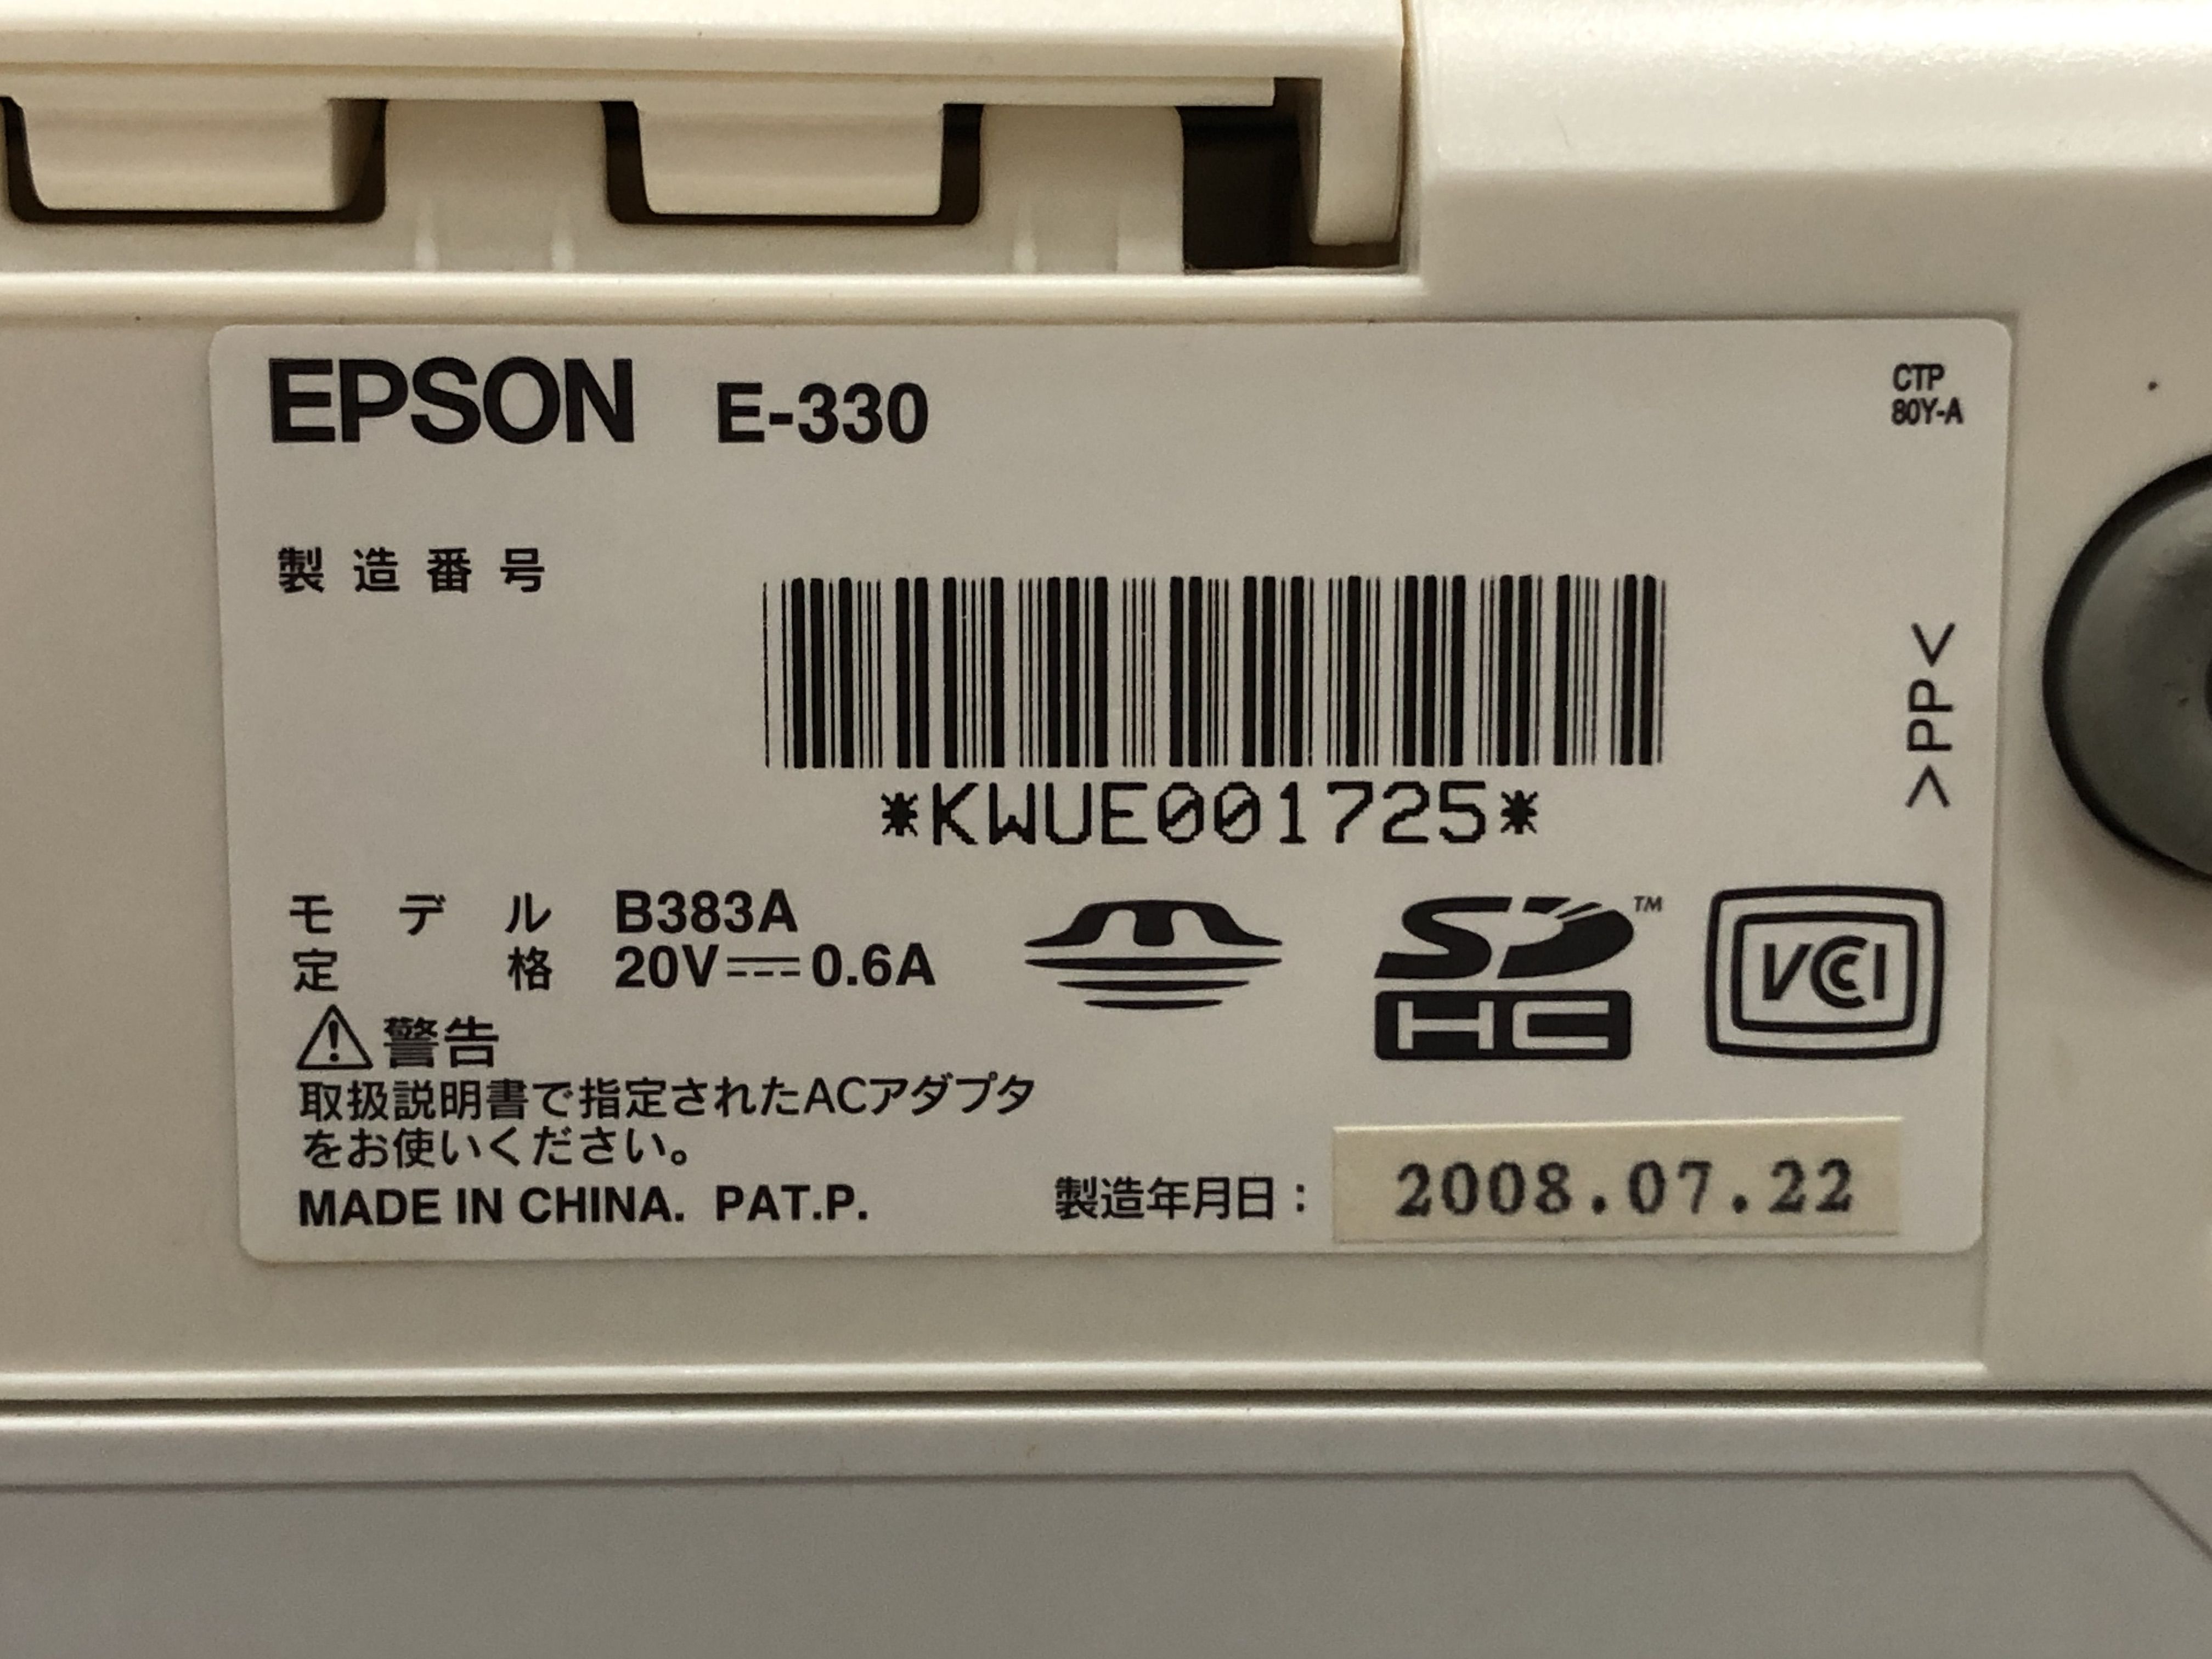 EPSON E-330
CTP
80Y-A
製造番号
*KWUE001725*
>PP<
モデル B383A
定格 20V⎓0.6A
SD™
HC
VCCI
⚠警告
取扱説明書で指定されたACアダプタ
をお使いください。
MADE IN CHINA. PAT.P.
製造年月日：2008.07.22